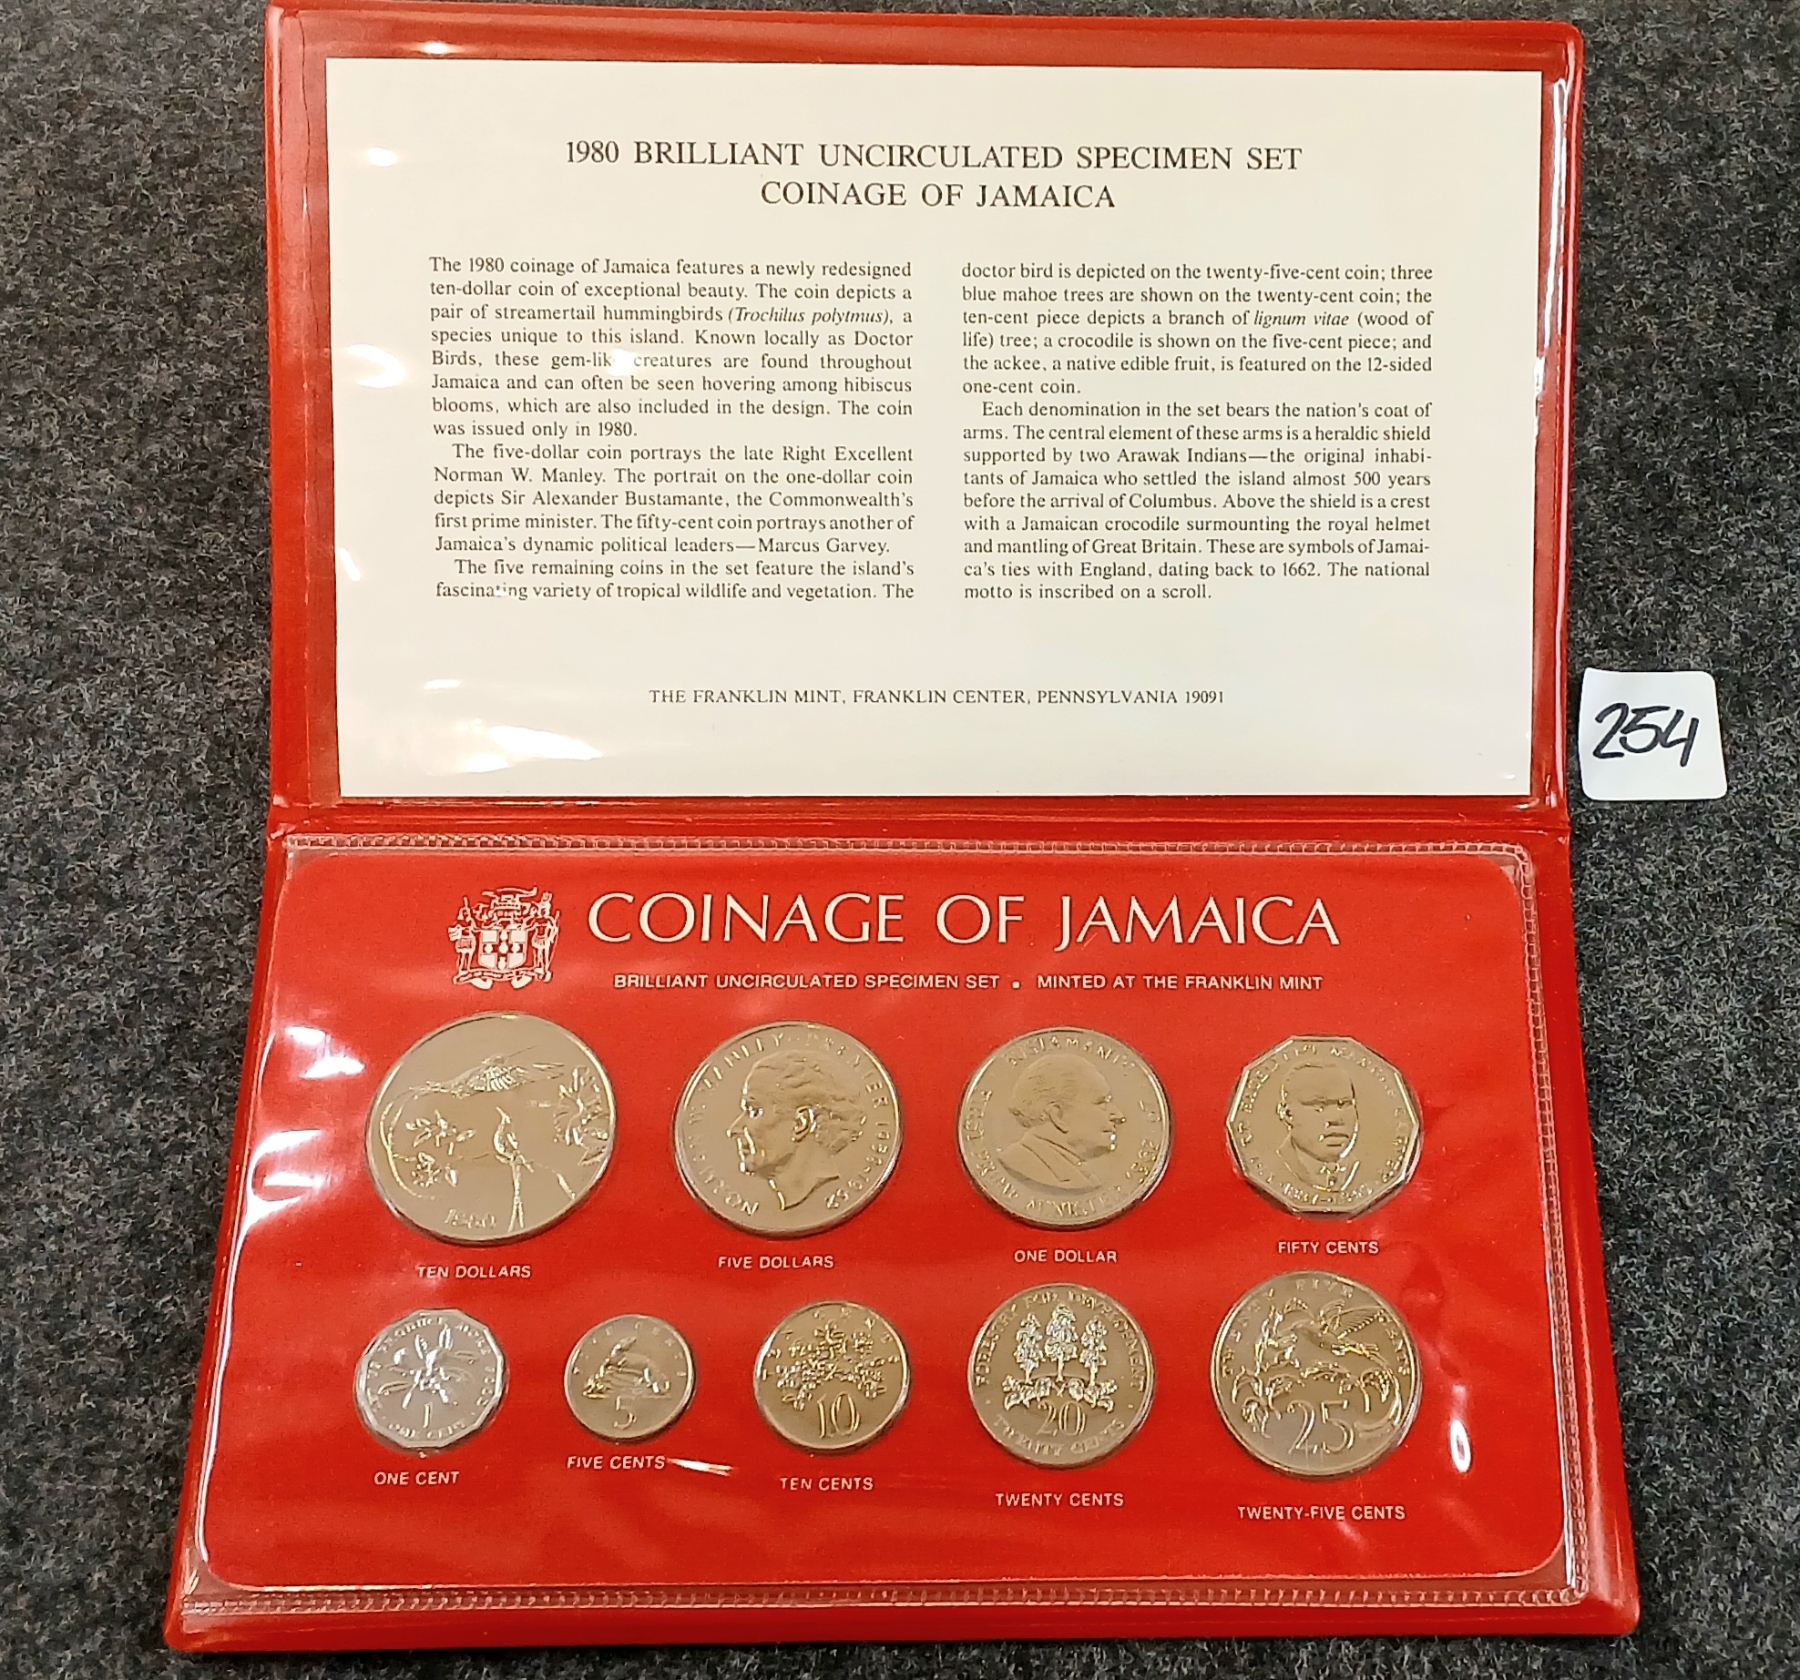 1980 BRILLIANT UNCIRCULATED SPECIMEN SET
COINAGE OF JAMAICA
The 1980 coinage of Jamaica features a newly redesigned
ten-dollar coin of exceptional beauty. The coin depicts a
pair of streamertail hummingbirds (Trochilus polytmus), a
species unique to this island. Known locally as Doctor
Birds, these gem-lik creatures are found throughout
Jamaica and can often be seen hovering among hibiscus
blooms, which are also included in the design. The coin
was issued only in 1980.
The five-dollar coin portrays the late Right Excellent
Norman W. Manley. The portrait on the one-dollar coin
depicts Sir Alexander Bustamante, the Commonwealth's
first prime minister. The fifty-cent coin portrays another of
Jamaica's dynamic political leaders—Marcus Garvey.
The five remaining coins in the set feature the island's
fascinating variety of tropical wildlife and vegetation. The
doctor bird is depicted on the twenty-five-cent coin; three
blue mahoe trees are shown on the twenty-cent coin; the
ten-cent piece depicts a branch of lignum vitae (wood of
life) tree; a crocodile is shown on the five-cent piece; and
the ackee, a native edible fruit, is featured on the 12-sided
one-cent coin.
Each denomination in the set bears the nation's coat of
arms. The central element of these arms is a heraldic shield
supported by two Arawak Indians—the original inhabi-
tants of Jamaica who settled the island almost 500 years
before the arrival of Columbus. Above the shield is a crest
with a Jamaican crocodile surmounting the royal helmet
and mantling of Great Britain. These are symbols of Jamai-
ca's ties with England, dating back to 1662. The national
motto is inscribed on a scroll.
THE FRANKLIN MINT, FRANKLIN CENTER, PENNSYLVANIA 19091
254
COINAGE OF JAMAICA
BRILLIANT UNCIRCULATED SPECIMEN SET ▪ MINTED AT THE FRANKLIN MINT
1980
TEN DOLLARS
FIVE DOLLARS
ONE DOLLAR
FIFTY CENTS
1
ONE CENT
5
10
FORESTRY FOR DEVELOPMENT
20
TWENTY CENTS
TWENTY FIVE CENTS
25
ONE CENT
FIVE CENTS
TEN CENTS
TWENTY CENTS
TWENTY-FIVE CENTS